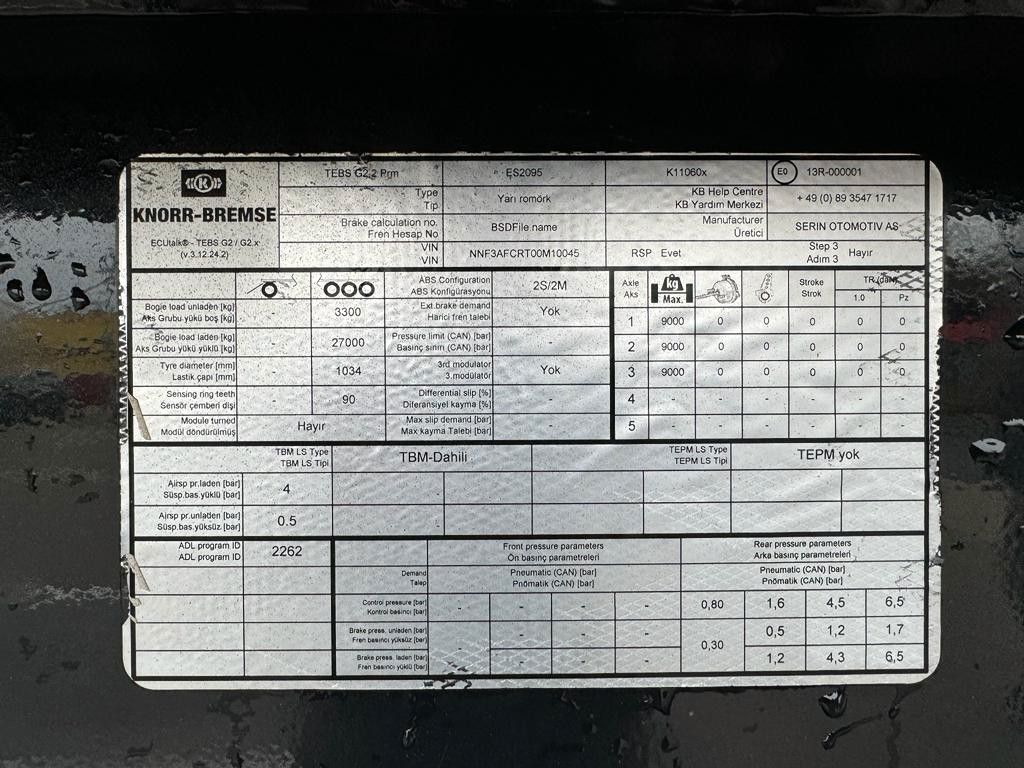 KNORR-BREMSE
ECUtalk® - TEBS G2 / G2.x
(v.3.12.24.2)
TEBS G2.2 Prm ES2095 K11060x E0 13R-000001
Type
Tip
Yarı romörk
KB Help Centre
KB Yardım Merkezi
+ 49 (0) 89 3547 1717
Brake calculation no.
Fren Hesap No
BSDFile.name
Manufacturer
Üretici
SERIN OTOMOTIV AS
VIN
VIN
NNF3AFCRT00M10045
RSP Evet
Step 3
Adım 3
Hayır
ABS Configuration
ABS Konfigürasyonu
2S/2M
Bogie load unladen [kg]
Aks Grubu yükü boş [kg]
- 3300
Ext.brake demand
Harici fren talebi
Yok
Bogie load laden [kg]
Aks Grubu yükü yüklü [kg]
- 27000
Pressure limit (CAN) [bar]
Basınç sınırı (CAN) [bar]
- -
Tyre diameter [mm]
Lastik çapı [mm]
- 1034
3rd modulator
3.modülatör
Yok
Sensing ring teeth
Sensör çemberi dişi
- 90
Differential slip [%]
Diferansiyel kayma [%]
- -
Module turned
Modül döndürülmüş
Hayır
Max slip demand [bar]
Max kayma Talebi [bar]
- -
Axle
Aks
kg
Max.
Stroke
Strok
TR [daN]
1.0 Pz
1 9000 0 0 0 0 0
2 9000 0 0 0 0 0
3 9000 0 0 0 0 0
4 - - - - - -
5 - - - - - -
TBM LS Type
TBM LS Tipi
TBM-Dahili
TEPM LS Type
TEPM LS Tipi
TEPM yok
Airsp pr.laden [bar]
Süsp.bas.yüklü [bar]
4
Airsp pr.unladen [bar]
Süsp.bas.yüksüz [bar]
0.5
ADL program ID
ADL program ID
2262
Front pressure parameters
Ön basınç parametreleri
Rear pressure parameters
Arka basınç parametreleri
Demand
Talep
Pneumatic (CAN) [bar]
Pnömatik (CAN) [bar]
Pneumatic (CAN) [bar]
Pnömatik (CAN) [bar]
Control pressure [bar]
Kontrol basıncı [bar]
- - - - 0,80 1,6 4,5 6,5
Brake press. unladen [bar]
Fren basıncı yüksüz [bar]
- - - - 0,30 0,5 1,2 1,7
Brake press. laden [bar]
Fren basıncı yüklü [bar]
- - - 1,2 4,3 6,5